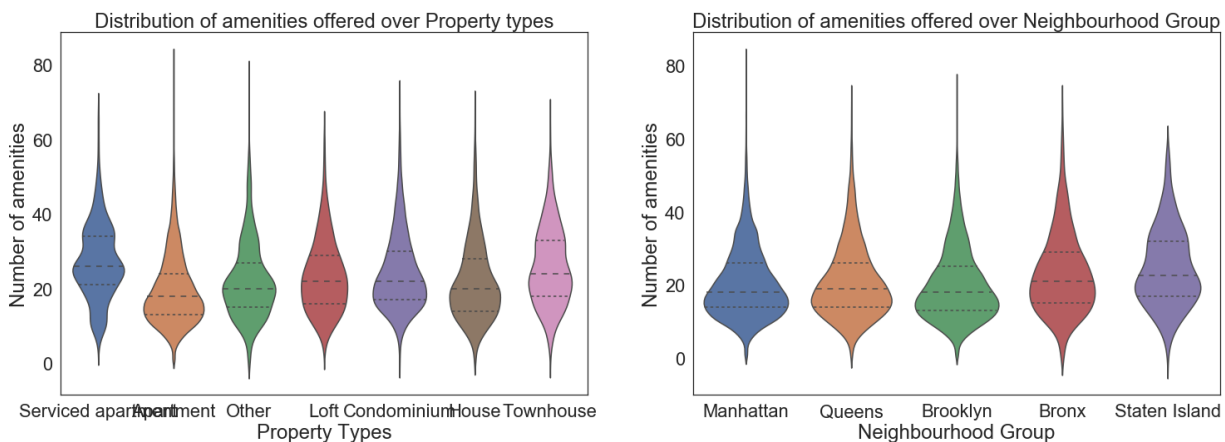 Distribution of amenities offered over Property types
Number of amenities
80
60
40
20
0
Serviced apartment Apartment Other Loft Condominium House Townhouse
Property Types
Distribution of amenities offered over Neighbourhood Group
Number of amenities
80
60
40
20
0
Manhattan Queens Brooklyn Bronx Staten Island
Neighbourhood Group